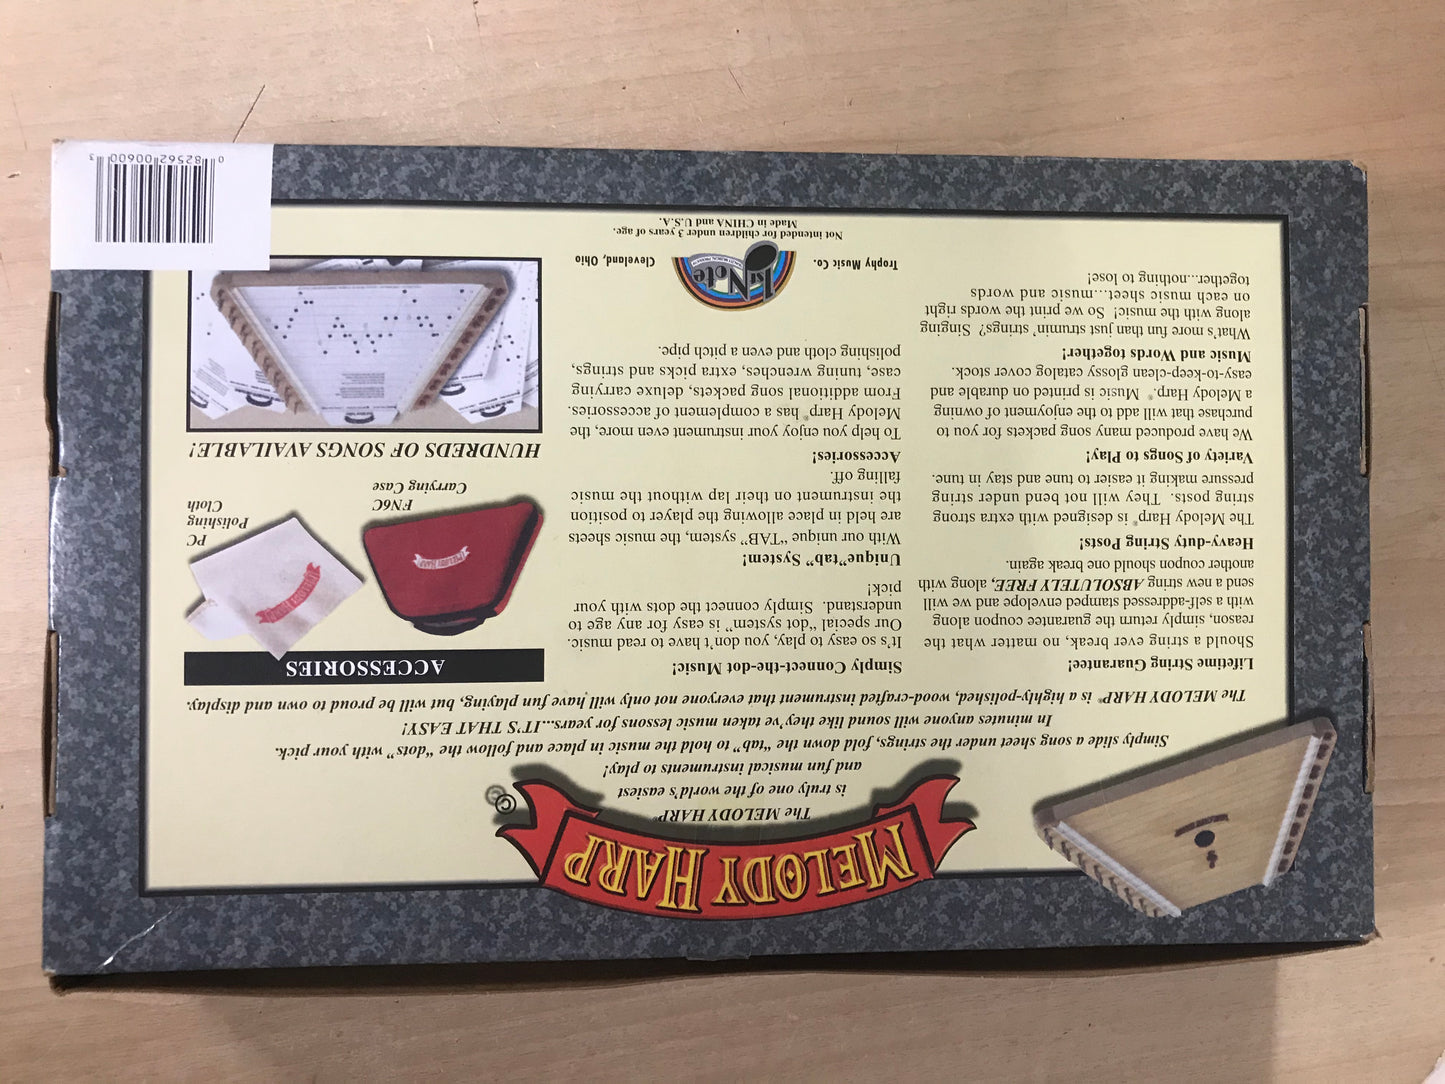 MELODY HARP ©
The MELODY HARP®
is truly one of the world's easiest
and fun musical instruments to play!
Simply slide a song sheet under the strings, fold down the "tab" to hold the music in place and follow the "dots" with your pick.
In minutes anyone will sound like they've taken music lessons for years...IT'S THAT EASY!
The MELODY HARP® is a highly-polished, wood-crafted instrument that everyone not only will have fun playing, but will be proud to own and display.
Lifetime String Guarantee!
Should a string ever break, no matter what the
reason, simply return the guarantee coupon along
with a self-addressed stamped envelope and we will
send a new string ABSOLUTELY FREE, along with
another coupon should one break again.
Heavy-duty String Posts!
The Melody Harp® is designed with extra strong
string posts. They will not bend under string
pressure making it easier to tune and stay in tune.
Variety of Songs to Play!
We have produced many song packets for you to
purchase that will add to the enjoyment of owning
a Melody Harp.® Music is printed on durable and
easy-to-keep-clean glossy catalog cover stock.
Music and Words together!
What's more fun than just strumin' strings? Singing
along with the music! So we print the words right
on each music sheet...music and words
together...nothing to lose!
Simply Connect-the-dot Music!
It's so easy to play, you don't have to read music.
Our special "dot system" is easy for any age to
understand. Simply connect the dots with your
pick!
Unique"tab" System!
With our unique "TAB" system, the music sheets
are held in place allowing the player to position
the instrument on their lap without the music
falling off.
Accessories!
To help you enjoy your instrument even more, the
Melody Harp® has a complement of accessories.
From additional song packets, deluxe carrying
case, tuning wrenches, extra picks and strings,
polishing cloth and even a pitch pipe.
Trophy Music Co.
1st Note
Cleveland, Ohio
Not intended for children under 3 years of age.
Made in CHINA and U.S.A.
ACCESSORIES
MELODY HARP
FN6C
Carrying Case
MELODY HARP
PC
Polishing
Cloth
HUNDREDS OF SONGS AVAILABLE!
0 82562 00600 3